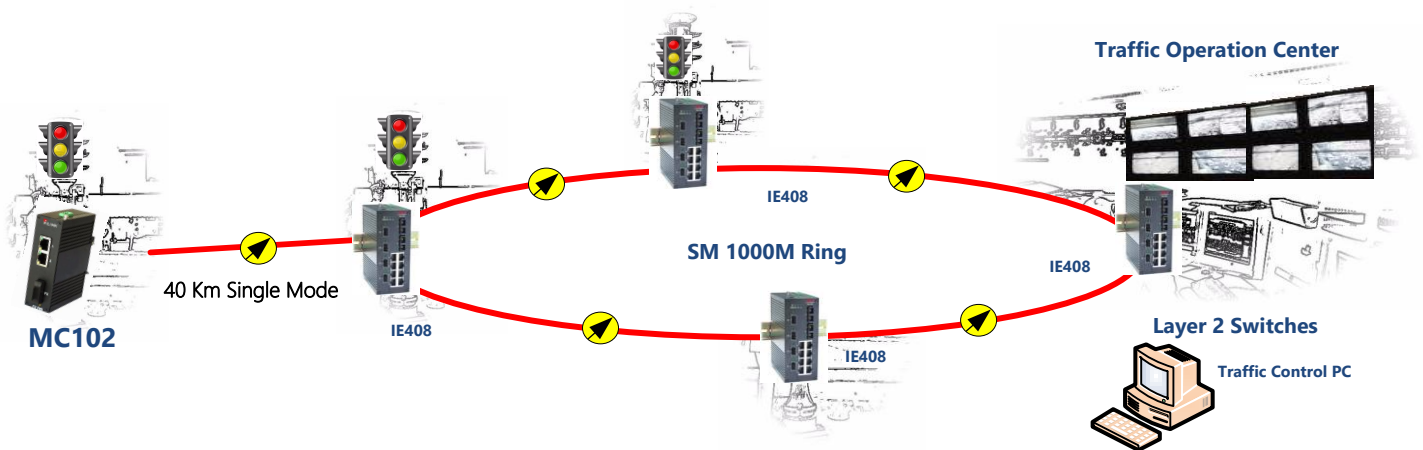 Traffic Operation Center
IE408
SM 1000M Ring
IE408
40 Km Single Mode
MC102
IE408
IE408
Layer 2 Switches
Traffic Control PC